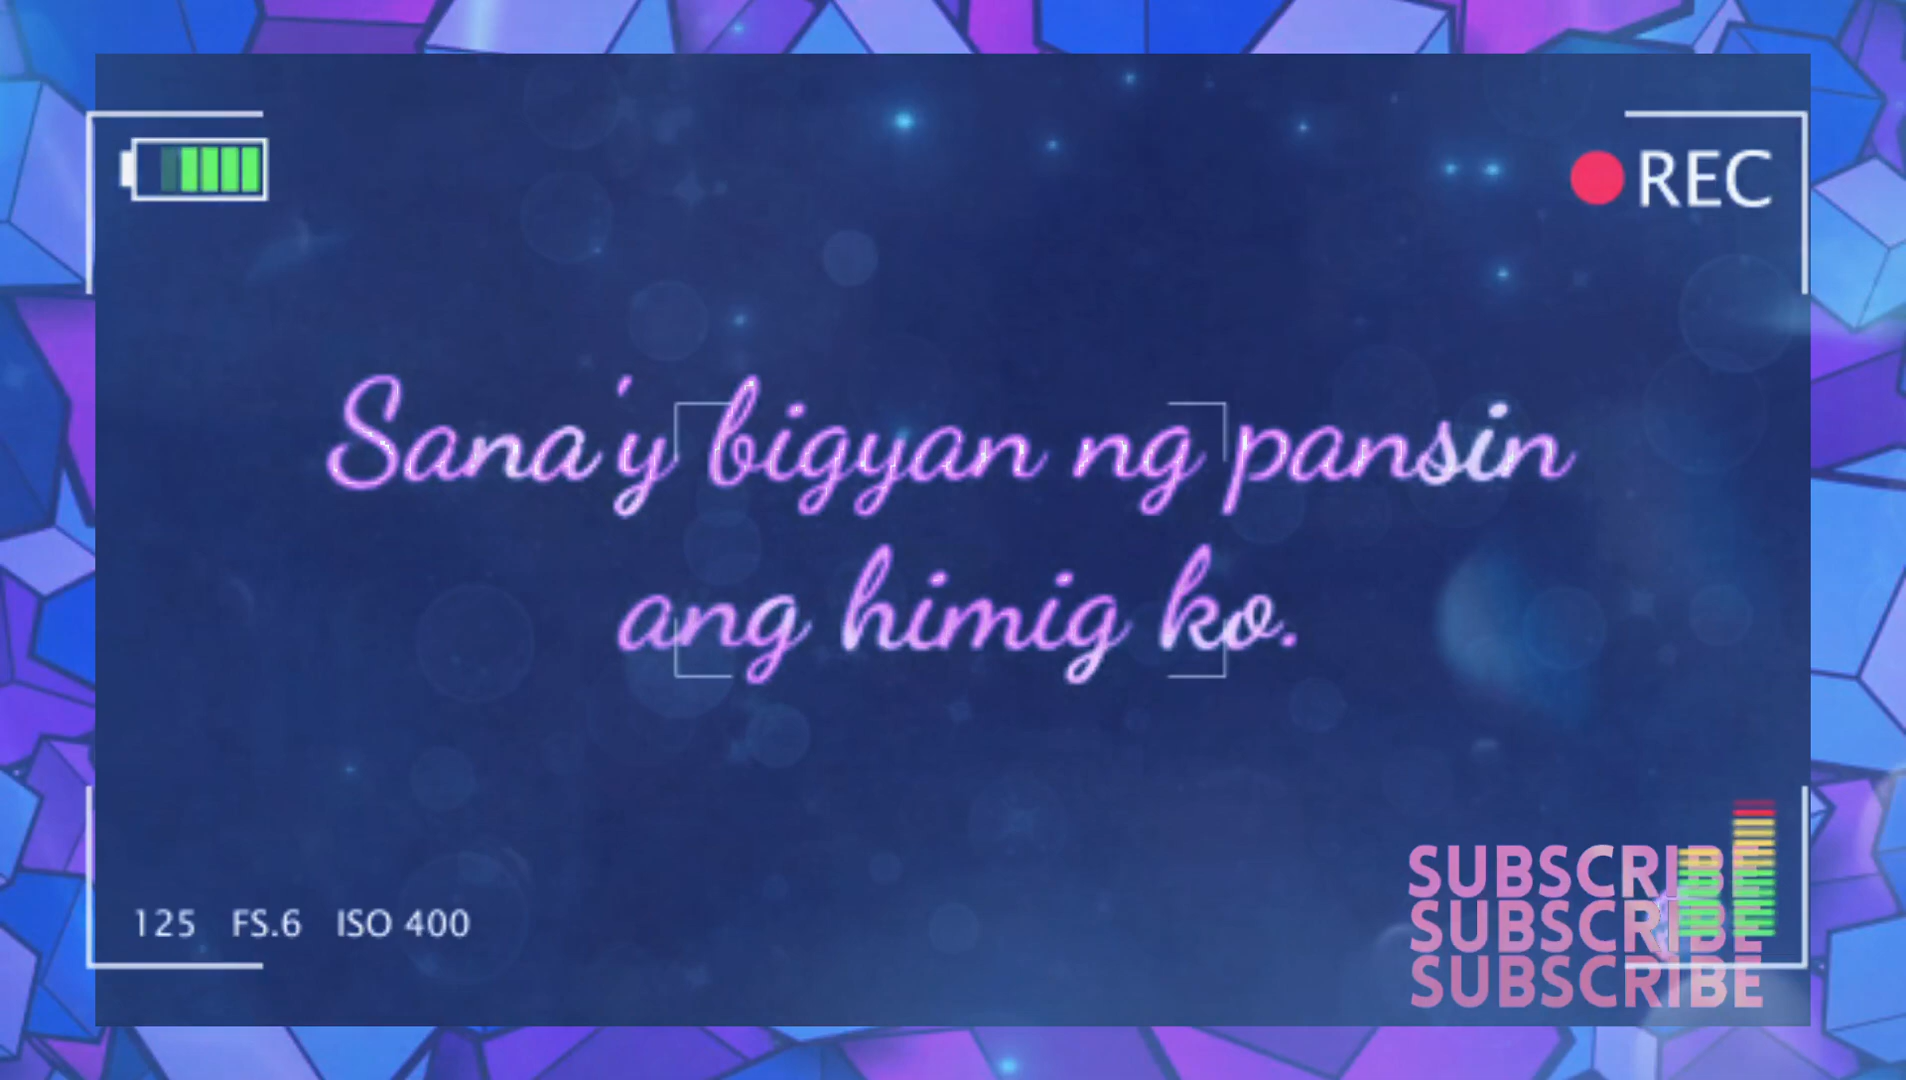 REC
Sana'y bigyan ng pansin
ang himig ko.
125 FS.6 ISO 400
SUBSCRIBE
SUBSCRIBE
SUBSCRIBE